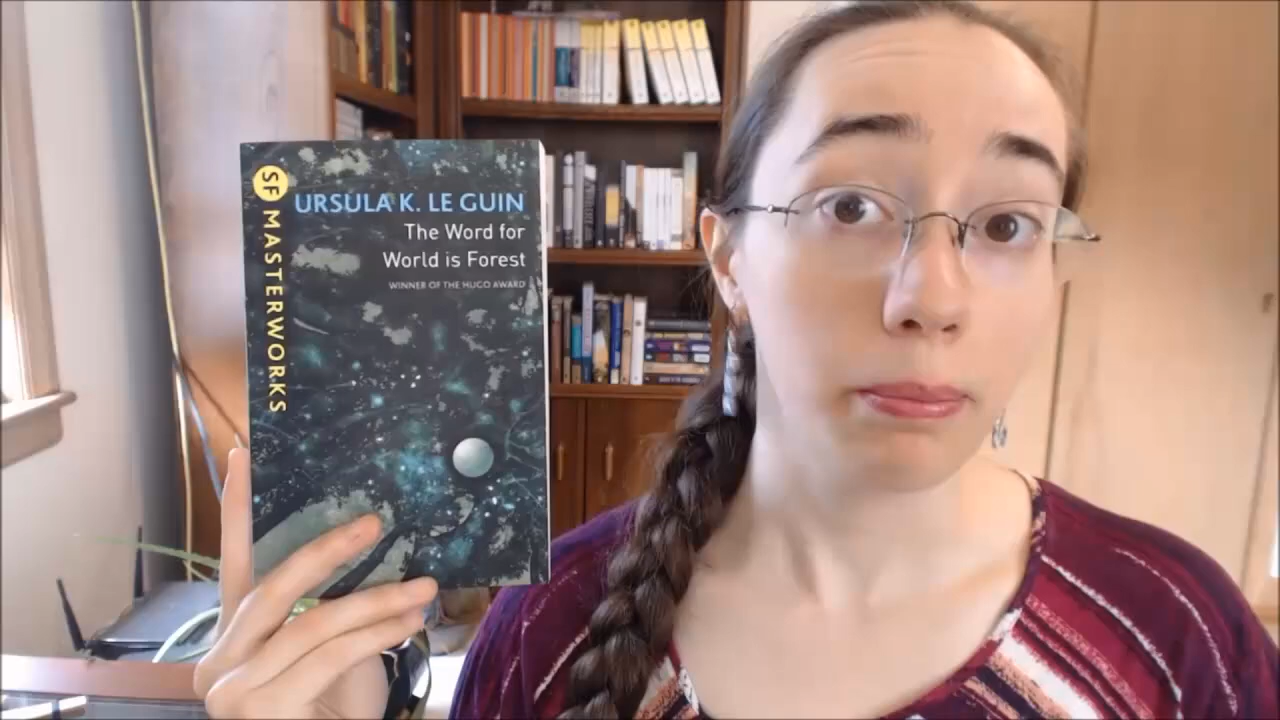 SF MASTERWORKS
URSULA K. LE GUIN
The Word for
World is Forest
WINNER OF THE HUGO AWARD